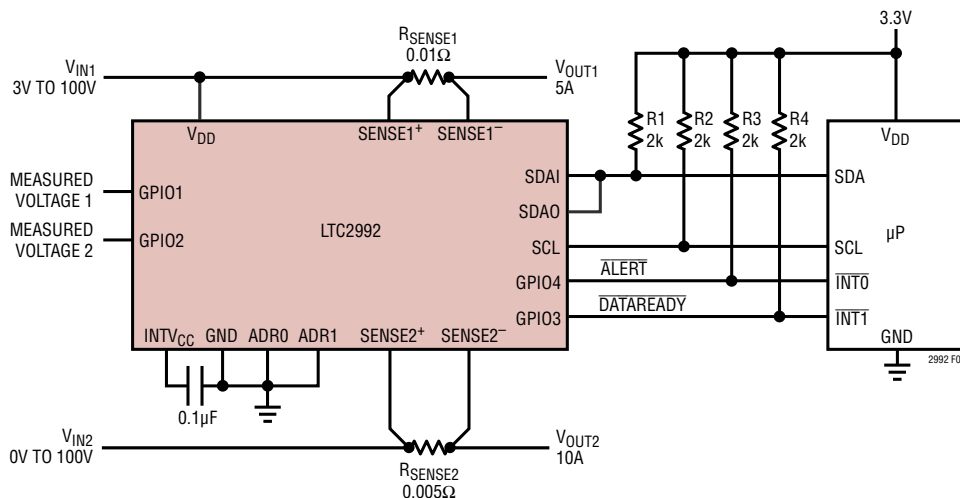 3.3V
RSENSE1
0.01Ω
VIN1
3V TO 100V
VOUT1
5A
R1
2k
R2
2k
R3
2k
R4
2k
VDD
SENSE1+
SENSE1−
VDD
MEASURED
VOLTAGE 1
GPIO1
SDAI
SDA
SDAO
MEASURED
VOLTAGE 2
GPIO2
LTC2992
µP
SCL
SCL
GPIO4
ALERT
INT0
GPIO3
DATAREADY
INT1
INTVCC
GND
ADR0
ADR1
SENSE2+
SENSE2−
GND
2992 F0
0.1µF
VIN2
0V TO 100V
VOUT2
10A
RSENSE2
0.005Ω